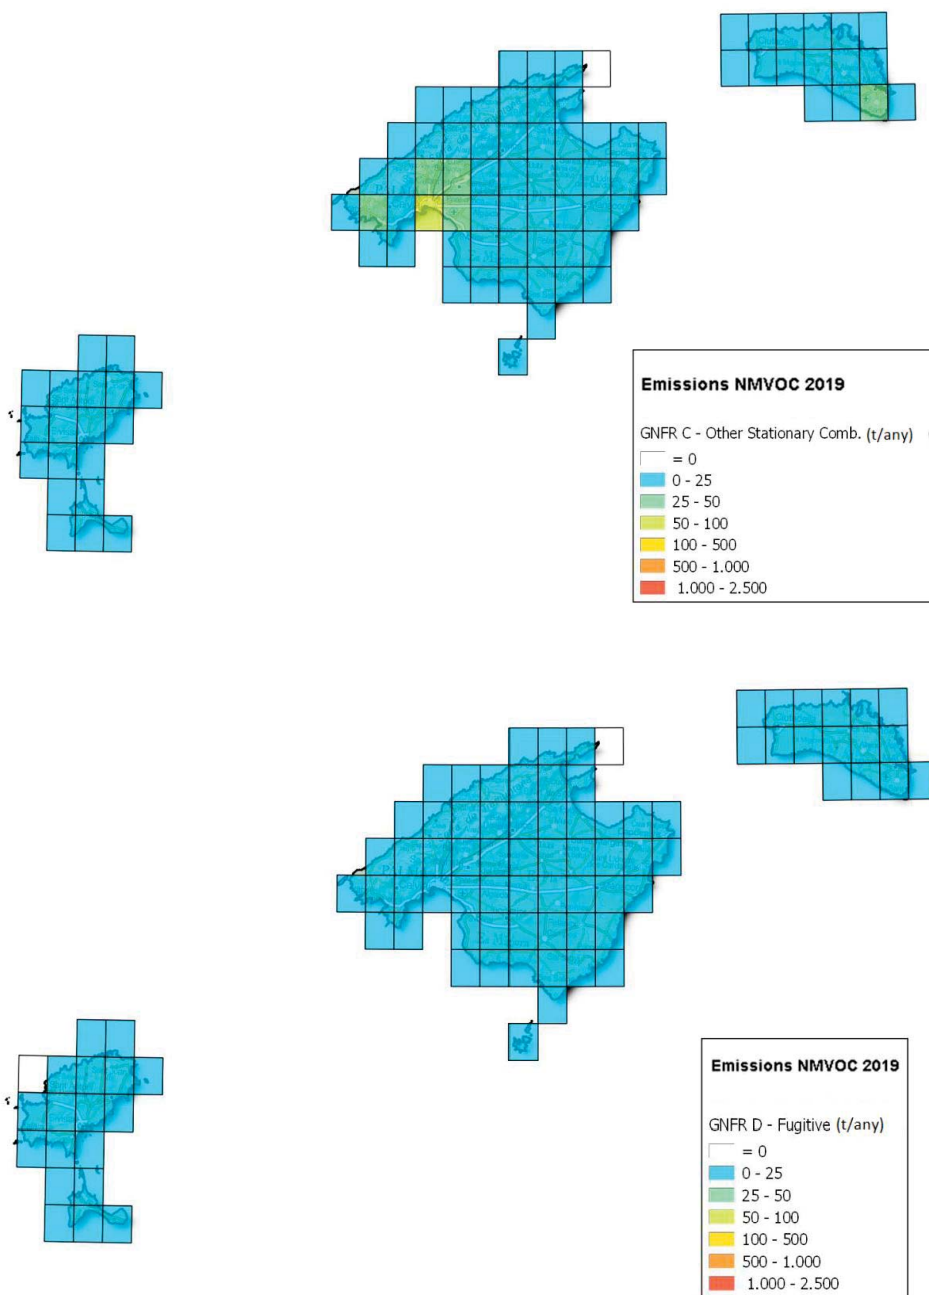 Emissions NMVOC 2019
GNFR C - Other Stationary Comb. (t/any)
= 0
0 - 25
25 - 50
50 - 100
100 - 500
500 - 1.000
1.000 - 2.500
Emissions NMVOC 2019
GNFR D - Fugitive (t/any)
= 0
0 - 25
25 - 50
50 - 100
100 - 500
500 - 1.000
1.000 - 2.500